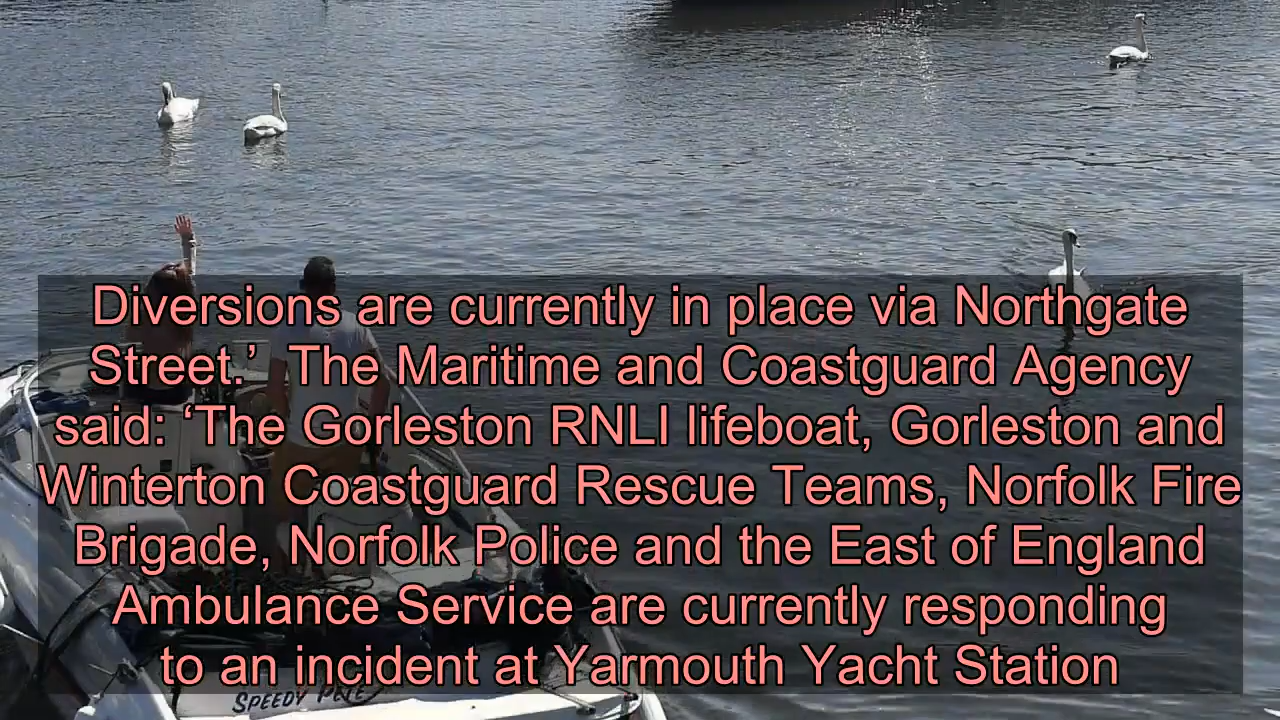 Diversions are currently in place via Northgate
Street.’  The Maritime and Coastguard Agency
said: ‘The Gorleston RNLI lifeboat, Gorleston and
Winterton Coastguard Rescue Teams, Norfolk Fire
Brigade, Norfolk Police and the East of England
Ambulance Service are currently responding
to an incident at Yarmouth Yacht Station
SPEEDY PETE